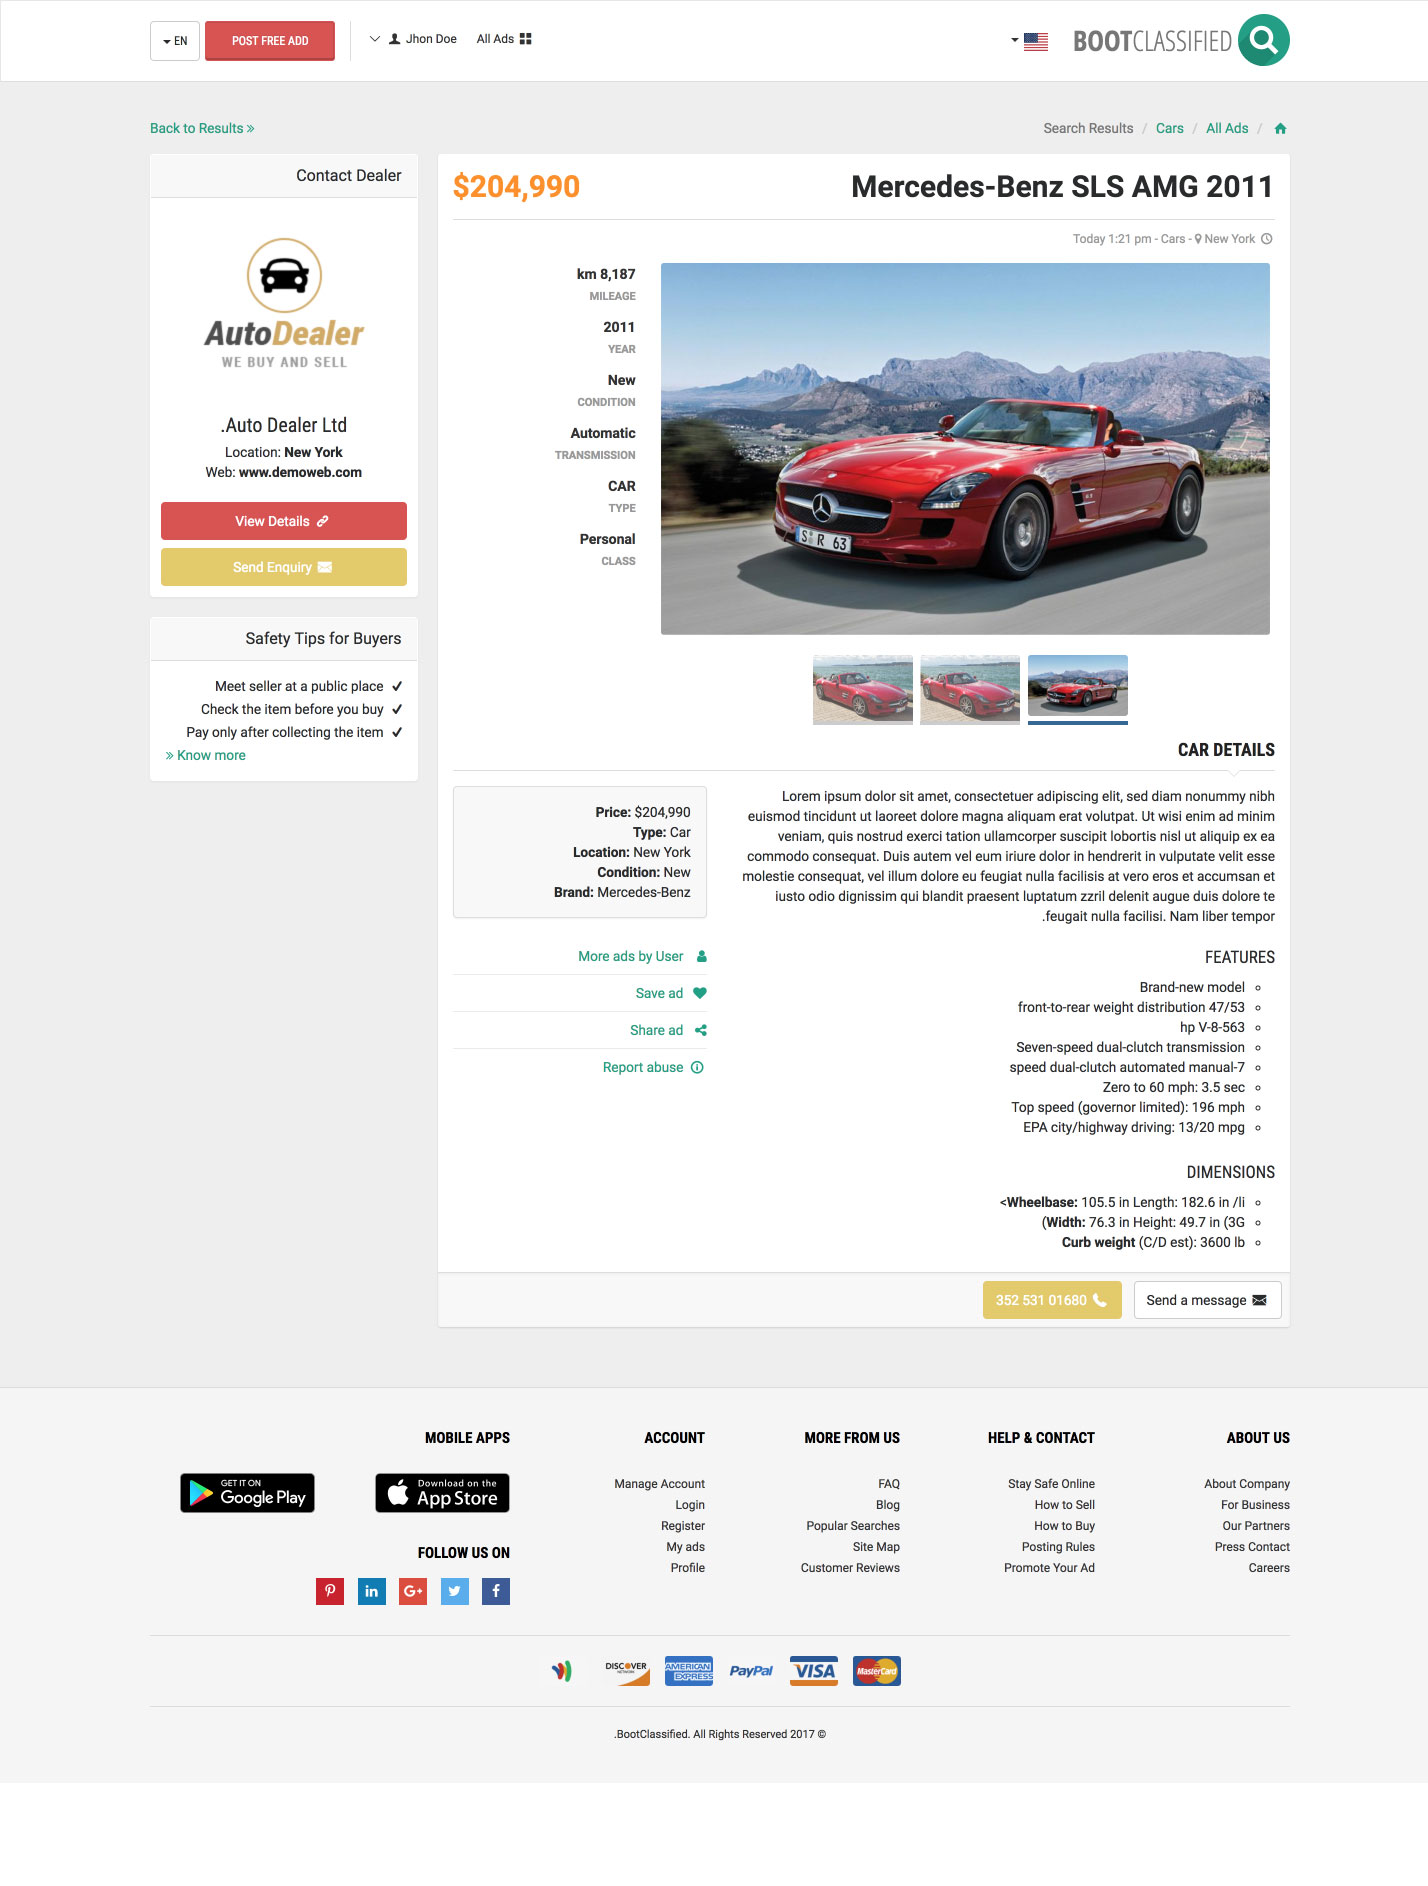 EN
POST FREE ADD
Jhon Doe
All Ads
BOOTCLASSIFIED
Back to Results »
Search Results / Cars / All Ads /
Contact Dealer
AutoDealer
WE BUY AND SELL
.Auto Dealer Ltd
Location: New York
Web: www.demoweb.com
View Details
Send Enquiry
Safety Tips for Buyers
Meet seller at a public place
Check the item before you buy
Pay only after collecting the item
» Know more
$204,990
Mercedes-Benz SLS AMG 2011
Today 1:21 pm - Cars - New York
km 8,187
MILEAGE
2011
YEAR
New
CONDITION
Automatic
TRANSMISSION
CAR
TYPE
Personal
CLASS
S R 63
CAR DETAILS
Lorem ipsum dolor sit amet, consectetuer adipiscing elit, sed diam nonummy nibh
euismod tincidunt ut laoreet dolore magna aliquam erat volutpat. Ut wisi enim ad minim
veniam, quis nostrud exerci tation ullamcorper suscipit lobortis nisl ut aliquip ex ea
commodo consequat. Duis autem vel eum iriure dolor in hendrerit in vulputate velit esse
molestie consequat, vel illum dolore eu feugiat nulla facilisis at vero eros et accumsan et
iusto odio dignissim qui blandit praesent luptatum zzril delenit augue duis dolore te
.feugait nulla facilisi. Nam liber tempor
Price: $204,990
Type: Car
Location: New York
Condition: New
Brand: Mercedes-Benz
More ads by User
Save ad
Share ad
Report abuse
FEATURES
Brand-new model
front-to-rear weight distribution 47/53
hp V-8-563
Seven-speed dual-clutch transmission
speed dual-clutch automated manual-7
Zero to 60 mph: 3.5 sec
Top speed (governor limited): 196 mph
EPA city/highway driving: 13/20 mpg
DIMENSIONS
<Wheelbase: 105.5 in Length: 182.6 in /li
(Width: 76.3 in Height: 49.7 in (3G
Curb weight (C/D est): 3600 lb
352 531 01680
Send a message
MOBILE APPS
GET IT ON
Google Play
Download on the
App Store
FOLLOW US ON
ACCOUNT
Manage Account
Login
Register
My ads
Profile
MORE FROM US
FAQ
Blog
Popular Searches
Site Map
Customer Reviews
HELP & CONTACT
Stay Safe Online
How to Sell
How to Buy
Posting Rules
Promote Your Ad
ABOUT US
About Company
For Business
Our Partners
Press Contact
Careers
DISCOVER
NETWORK
AMERICAN
EXPRESS
PayPal
VISA
MasterCard
.BootClassified. All Rights Reserved 2017 ©